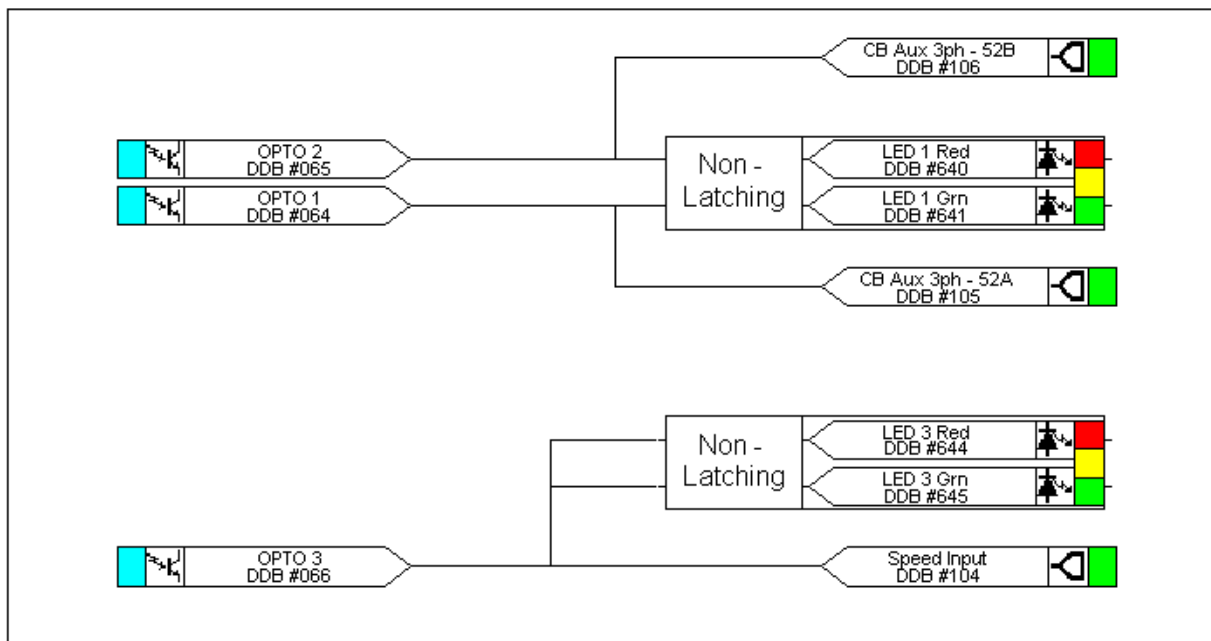 CB Aux 3ph - 52B
DDB #106
OPTO 2
DDB #065
OPTO 1
DDB #064
Non -
Latching
LED 1 Red
DDB #640
LED 1 Grn
DDB #641
CB Aux 3ph - 52A
DDB #105
Non -
Latching
LED 3 Red
DDB #644
LED 3 Grn
DDB #645
OPTO 3
DDB #066
Speed Input
DDB #104